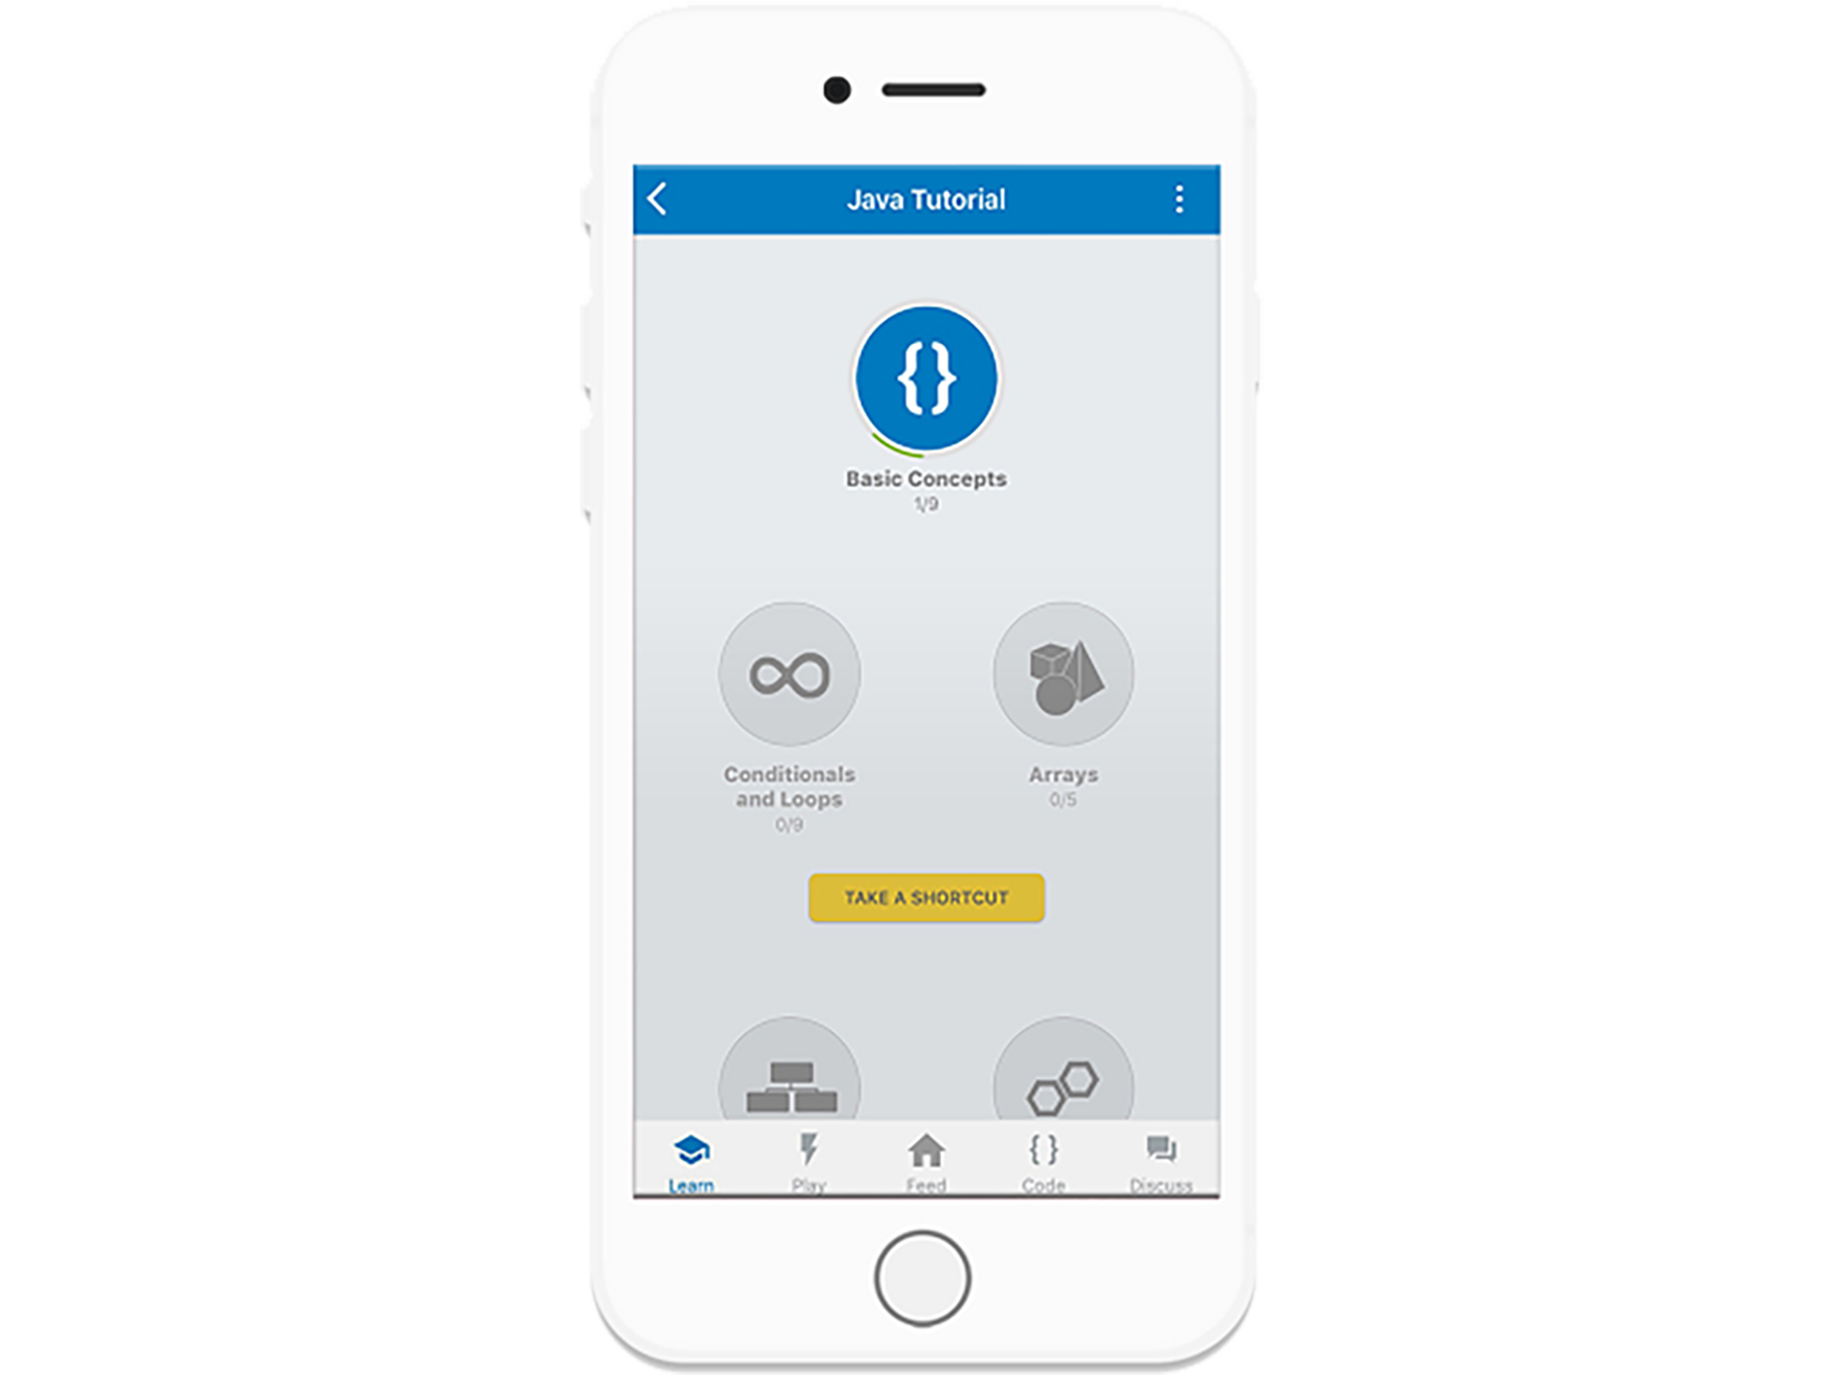 Java Tutorial
{}
Basic Concepts
1/9
Conditionals
and Loops
0/9
Arrays
0/5
TAKE A SHORTCUT
{ }
Learn
Play
Feed
Code
Discuss